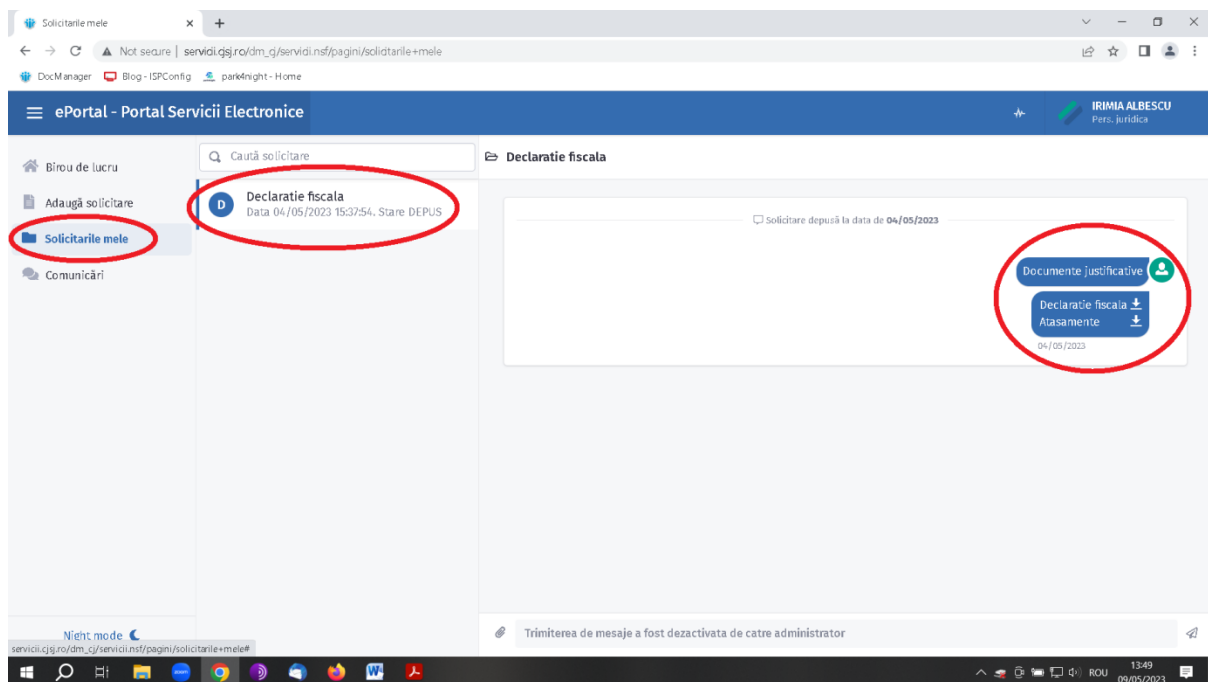 Solicitarile mele
Not secure | servicii.cjsj.ro/dm_cj/servicii.nsf/pagini/solicitarile+mele
DocManager Blog - ISPConfig park4night - Home
ePortal - Portal Servicii Electronice
IRIMIA ALBESCU
Pers. juridica
Birou de lucru
Adaugă solicitare
Solicitarile mele
Comunicări
Caută solicitare
D
Declaratie fiscala
Data 04/05/2023 15:37:54. Stare DEPUS
Declaratie fiscala
Solicitare depusă la data de 04/05/2023
Documente justificative
Declaratie fiscala
Atasamente
04/05/2023
Trimiterea de mesaje a fost dezactivata de catre administrator
Night mode
servicii.cjsj.ro/dm_cj/servicii.nsf/pagini/solicitarile+mele#
ROU
13:49
09/05/2023